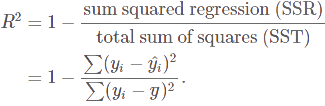 R² = 1 − sum squared regression (SSR) / total sum of squares (SST)
= 1 − ∑(yᵢ − ŷᵢ)² / ∑(yᵢ − ȳ)².